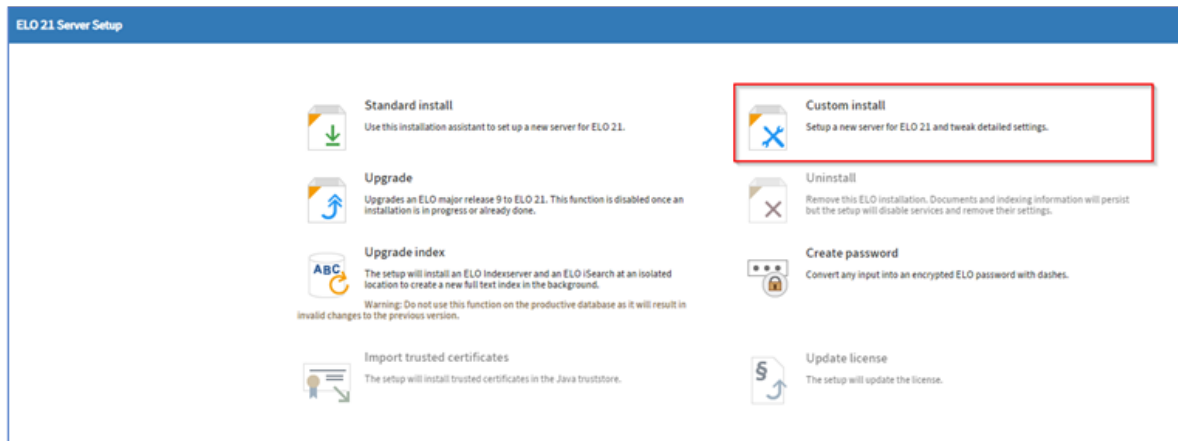 ELO 21 Server Setup
Standard install
Use this installation assistant to set up a new server for ELO 21.
Custom install
Setup a new server for ELO 21 and tweak detailed settings.
Upgrade
Upgrades an ELO major release 9 to ELO 21. This function is disabled once an
installation is in progress or already done.
Uninstall
Remove this ELO installation. Documents and indexing information will persist
but the setup will disable services and remove their settings.
ABC
Upgrade index
The setup will install an ELO Indexserver and an ELO iSearch at an isolated
location to create a new full text index in the background.
Warning: Do not use this function on the productive database as it will result in
invalid changes to the previous version.
Create password
Convert any input into an encrypted ELO password with dashes.
Import trusted certificates
The setup will install trusted certificates in the Java truststore.
§
Update license
The setup will update the license.